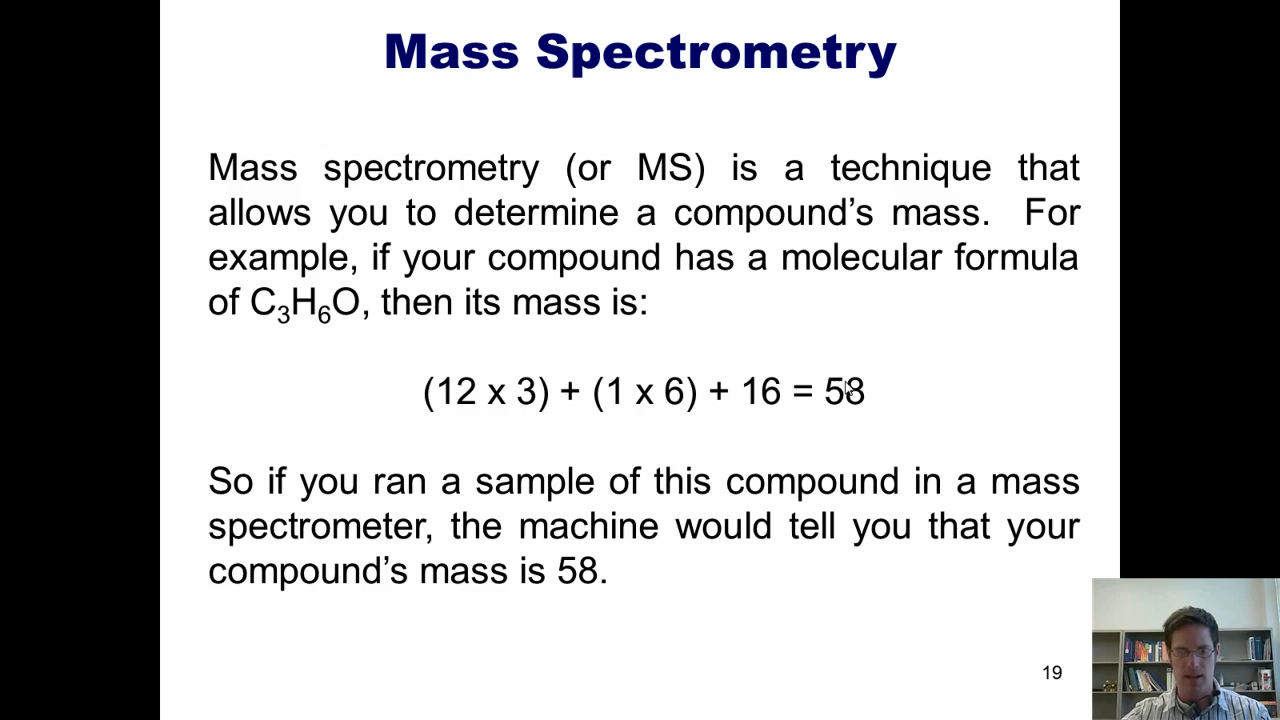 Mass Spectrometry
Mass spectrometry (or MS) is a technique that
allows you to determine a compound’s mass.  For
example, if your compound has a molecular formula
of C₃H₆O, then its mass is:
(12 x 3) + (1 x 6) + 16 = 58
So if you ran a sample of this compound in a mass
spectrometer, the machine would tell you that your
compound’s mass is 58.
19